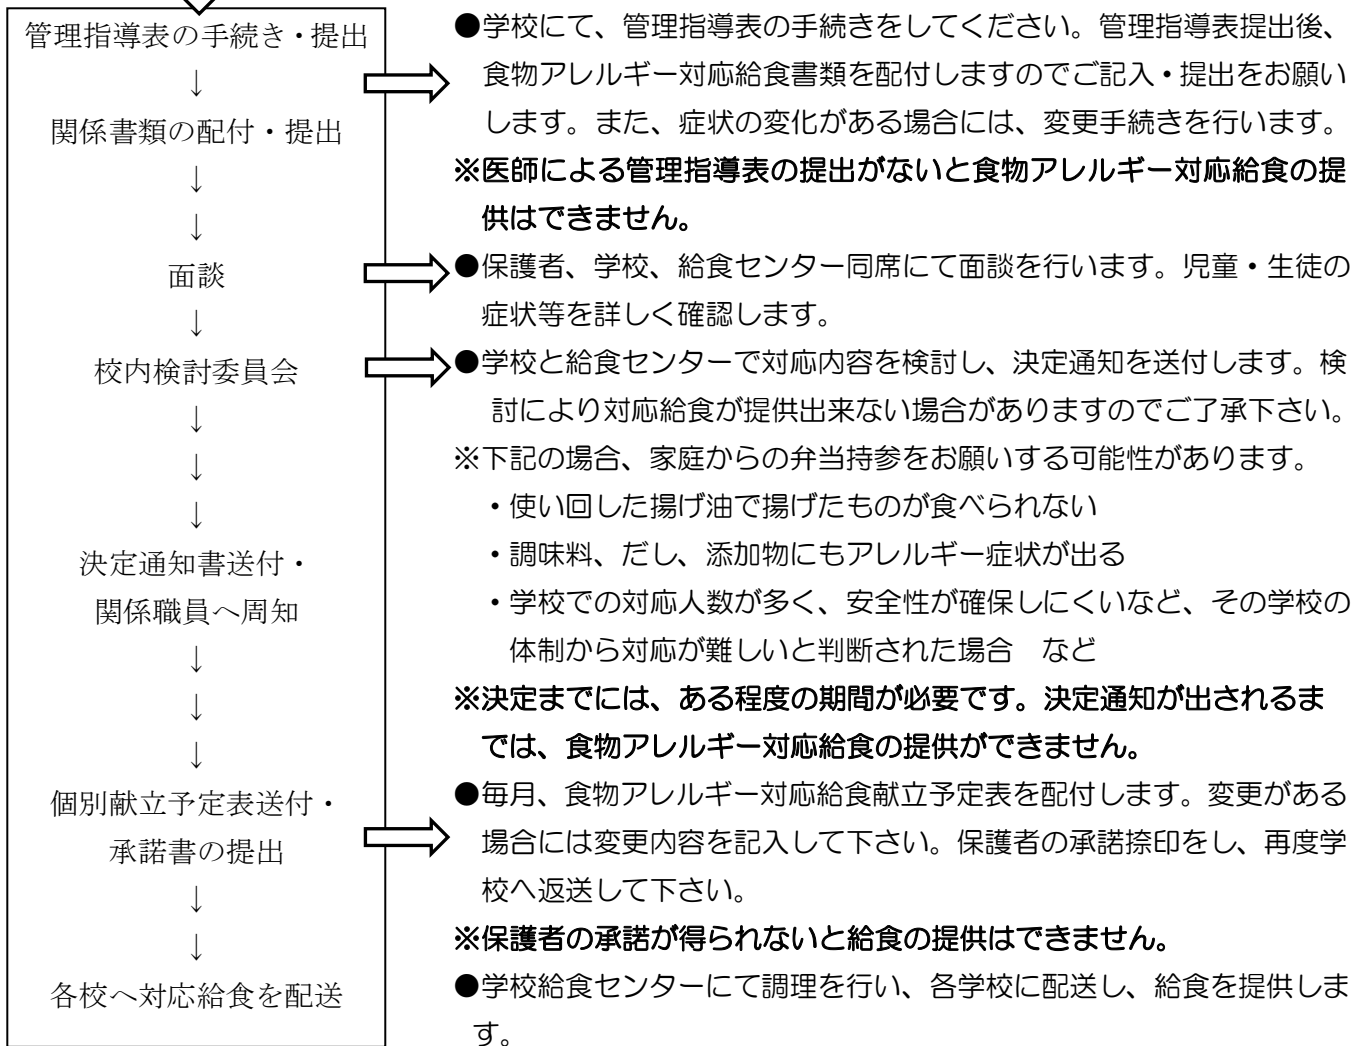 管理指導表の手続き・提出
↓
関係書類の配付・提出
↓
↓
面談
↓
校内検討委員会
↓
↓
↓
決定通知書送付・
関係職員へ周知
↓
↓
↓
個別献立予定表送付・
承諾書の提出
↓
↓
各校へ対応給食を配送
●学校にて、管理指導表の手続きをしてください。管理指導表提出後、
食物アレルギー対応給食書類を配付しますのでご記入・提出をお願い
します。また、症状の変化がある場合には、変更手続きを行います。
※医師による管理指導表の提出がないと食物アレルギー対応給食の提
供はできません。
●保護者、学校、給食センター同席にて面談を行います。児童・生徒の
症状等を詳しく確認します。
●学校と給食センターで対応内容を検討し、決定通知を送付します。検
討により対応給食が提供出来ない場合がありますのでご了承下さい。
※下記の場合、家庭からの弁当持参をお願いする可能性があります。
・使い回した揚げ油で揚げたものが食べられない
・調味料、だし、添加物にもアレルギー症状が出る
・学校での対応人数が多く、安全性が確保しにくいなど、その学校の
体制から対応が難しいと判断された場合　など
※決定までには、ある程度の期間が必要です。決定通知が出されるま
では、食物アレルギー対応給食の提供ができません。
●毎月、食物アレルギー対応給食献立予定表を配付します。変更がある
場合には変更内容を記入して下さい。保護者の承諾捺印をし、再度学
校へ返送して下さい。
※保護者の承諾が得られないと給食の提供はできません。
●学校給食センターにて調理を行い、各学校に配送し、給食を提供しま
す。